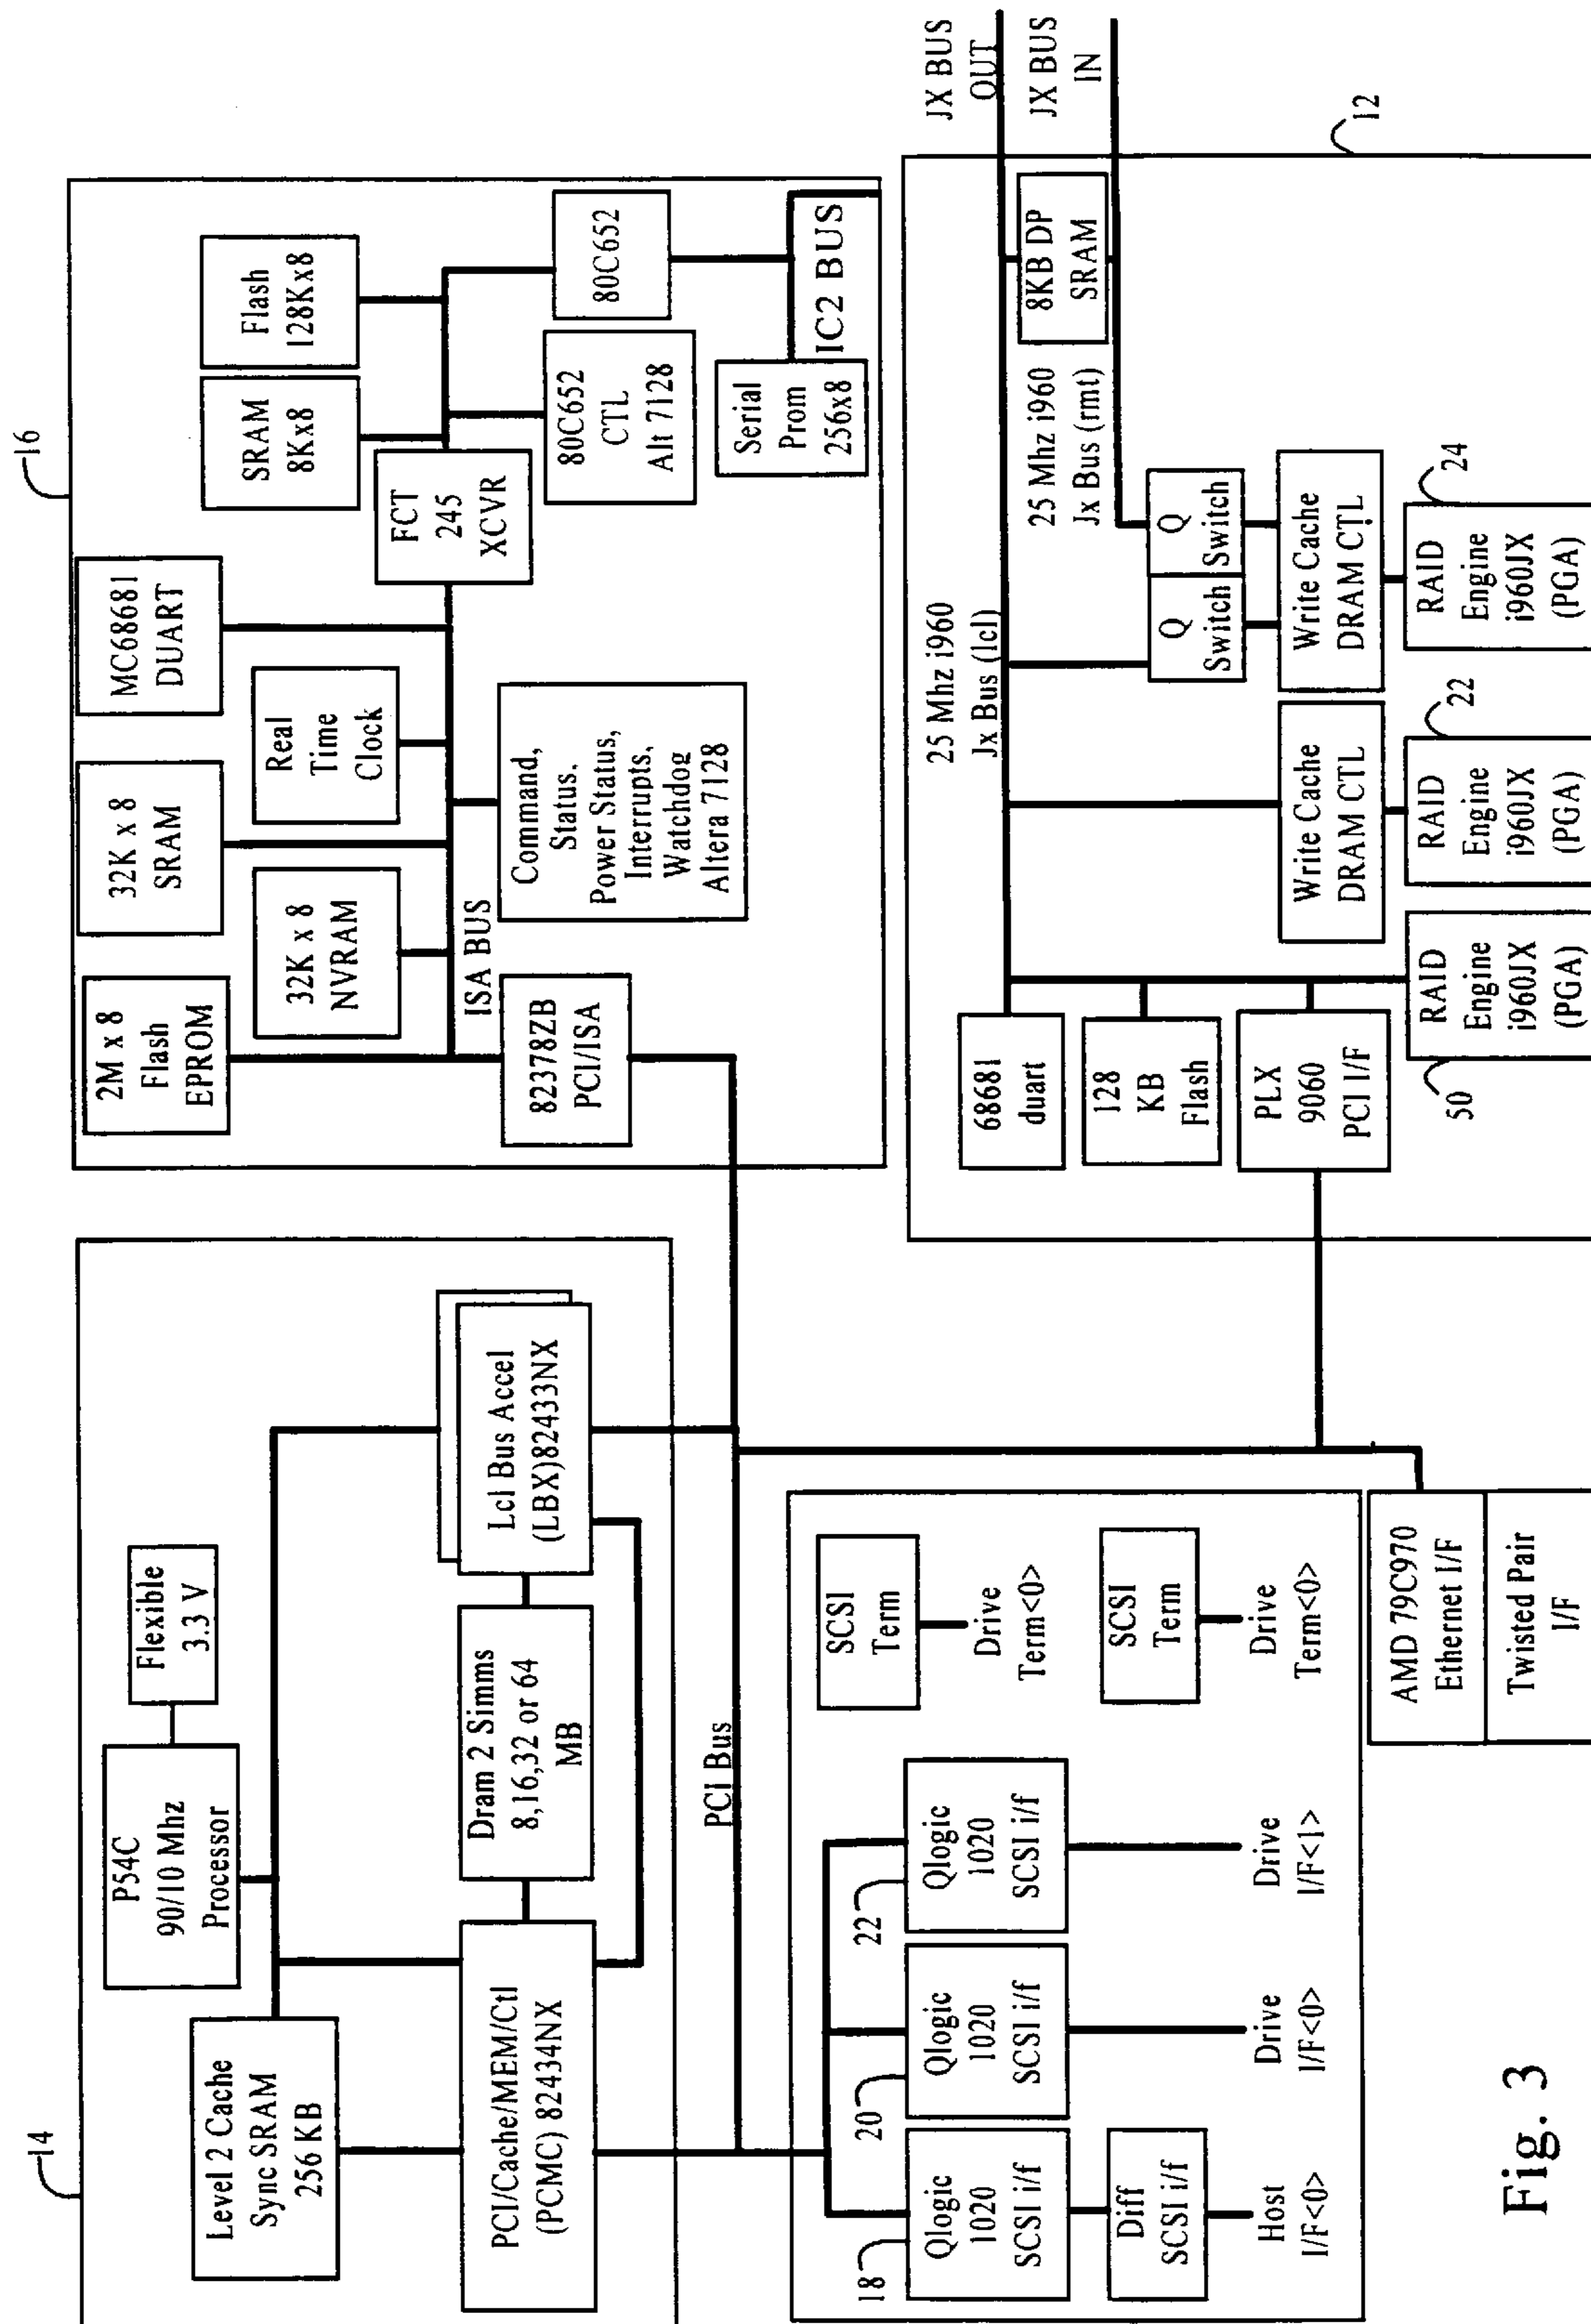 14
Level 2 Cache
Sync SRAM
256 KB
P54C
90/10 Mhz
Processor
Flexible
3.3 V
PCI/Cache/MEM/Ctl
(PCMC) 82434NX
Dram 2 Simms
8,16,32 or 64
MB
Lcl Bus Accel
(LBX)82433NX
PCI Bus
16
2M x 8
Flash
EPROM
32K x 8
NVRAM
32K x 8
SRAM
Real
Time
Clock
MC68681
DUART
ISA BUS
82378ZB
PCI/ISA
Command,
Status.
Power Status,
Interrupts.
Watchdog
Altera 7128
FCT
245
XCVR
SRAM
8Kx8
Flash
128Kx8
80C652
CTL
Alt 7128
80C652
Serial
Prom
256x8
IC2 BUS
18
Qlogic
1020
SCSI i/f
Diff
SCSI i/f
Host
I/F<0>
20
Qlogic
1020
SCSI i/f
Drive
I/F<0>
22
Qlogic
1020
SCSI i/f
Drive
I/F<1>
SCSI
Term
Drive
Term<0>
SCSI
Term
Drive
Term<0>
AMD 79C970
Ethernet I/F
Twisted Pair
I/F
12
JX BUS
OUT
JX BUS
IN
25 Mhz i960
Jx Bus (lcl)
25 Mhz i960
Jx Bus (rmt)
8KB DP
SRAM
68681
duart
128
KB
Flash
PLX
9060
PCI I/F
Q
Switch
Q
Switch
Write Cache
DRAM CTL
Write Cache
DRAM CTL
50
RAID
Engine
i960JX
(PGA)
22
RAID
Engine
i960JX
(PGA)
24
RAID
Engine
i960JX
(PGA)
Fig. 3